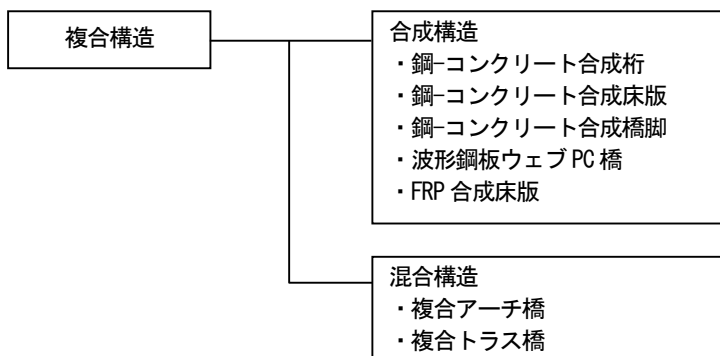 複合構造
合成構造
・鋼-コンクリート合成桁
・鋼-コンクリート合成床版
・鋼-コンクリート合成橋脚
・波形鋼板ウェブ PC 橋
・FRP 合成床版
混合構造
・複合アーチ橋
・複合トラス橋